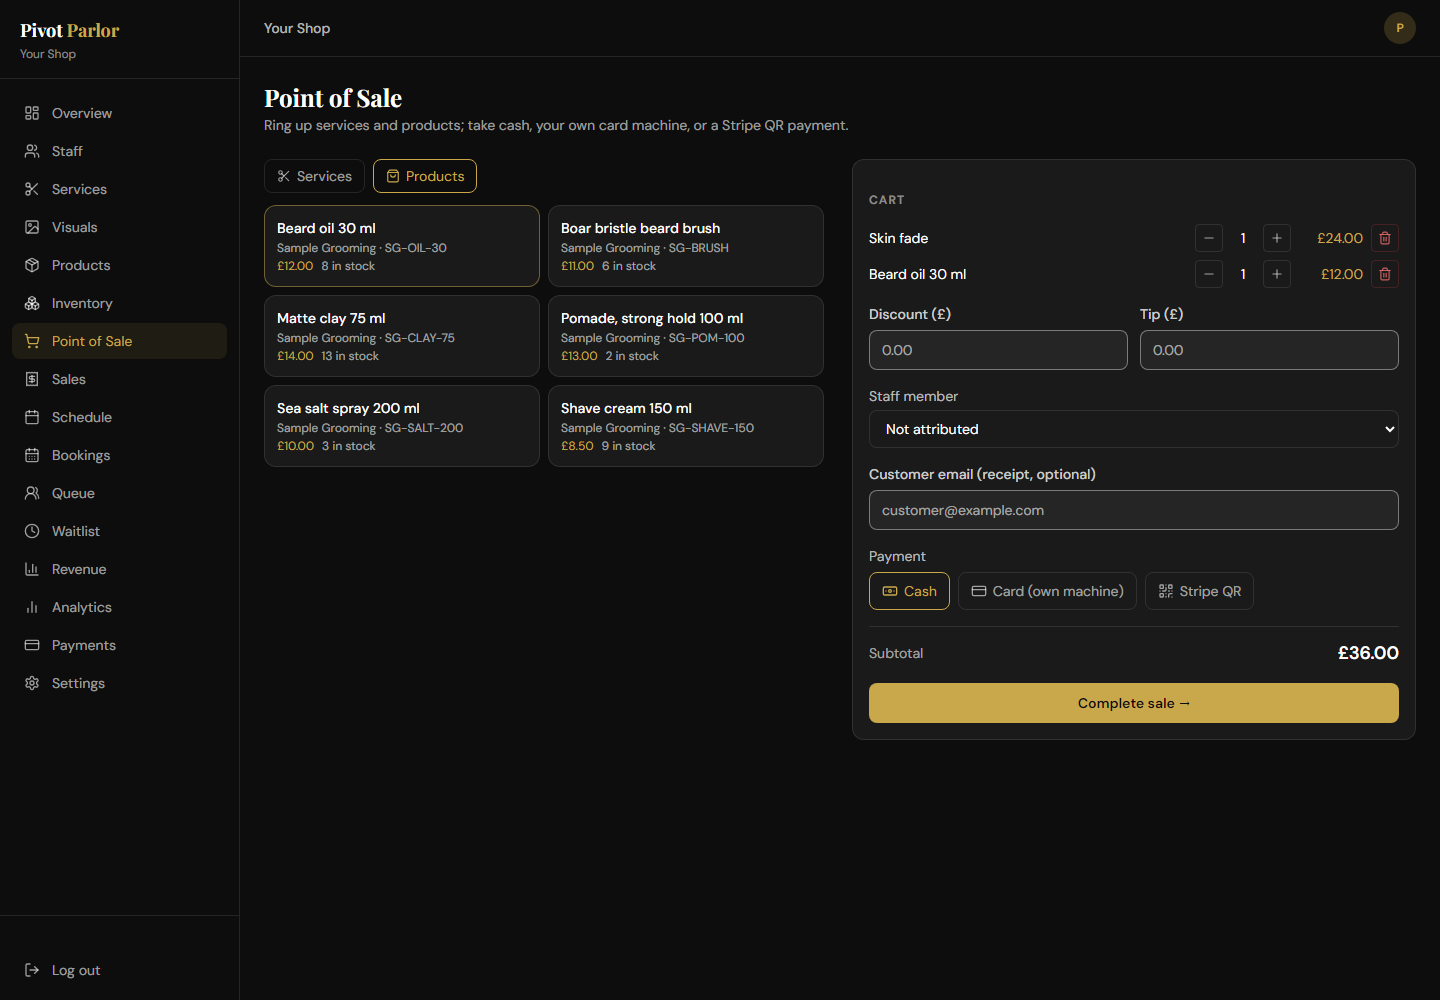 Pivot Parlor
Your Shop
Overview
Staff
Services
Visuals
Products
Inventory
Point of Sale
Sales
Schedule
Bookings
Queue
Waitlist
Revenue
Analytics
Payments
Settings
Log out
Your Shop
P
Point of Sale
Ring up services and products; take cash, your own card machine, or a Stripe QR payment.
Services
Products
Beard oil 30 ml
Sample Grooming · SG-OIL-30
£12.00 8 in stock
Boar bristle beard brush
Sample Grooming · SG-BRUSH
£11.00 6 in stock
Matte clay 75 ml
Sample Grooming · SG-CLAY-75
£14.00 13 in stock
Pomade, strong hold 100 ml
Sample Grooming · SG-POM-100
£13.00 2 in stock
Sea salt spray 200 ml
Sample Grooming · SG-SALT-200
£10.00 3 in stock
Shave cream 150 ml
Sample Grooming · SG-SHAVE-150
£8.50 9 in stock
CART
Skin fade − 1 + £24.00
Beard oil 30 ml − 1 + £12.00
Discount (£) Tip (£)
0.00 0.00
Staff member
Not attributed
Customer email (receipt, optional)
customer@example.com
Payment
Cash
Card (own machine)
Stripe QR
Subtotal £36.00
Complete sale →